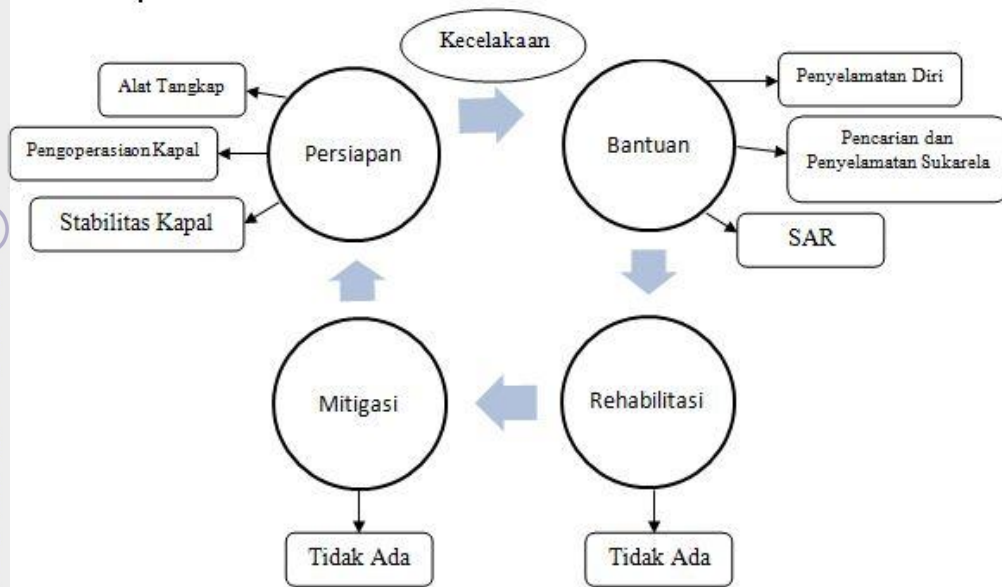 Kecelakaan
Alat Tangkap
Pengoperasiaon Kapal
Stabilitas Kapal
Persiapan
Bantuan
Penyelamatan Diri
Pencarian dan
Penyelamatan Sukarela
SAR
Mitigasi
Rehabilitasi
Tidak Ada
Tidak Ada